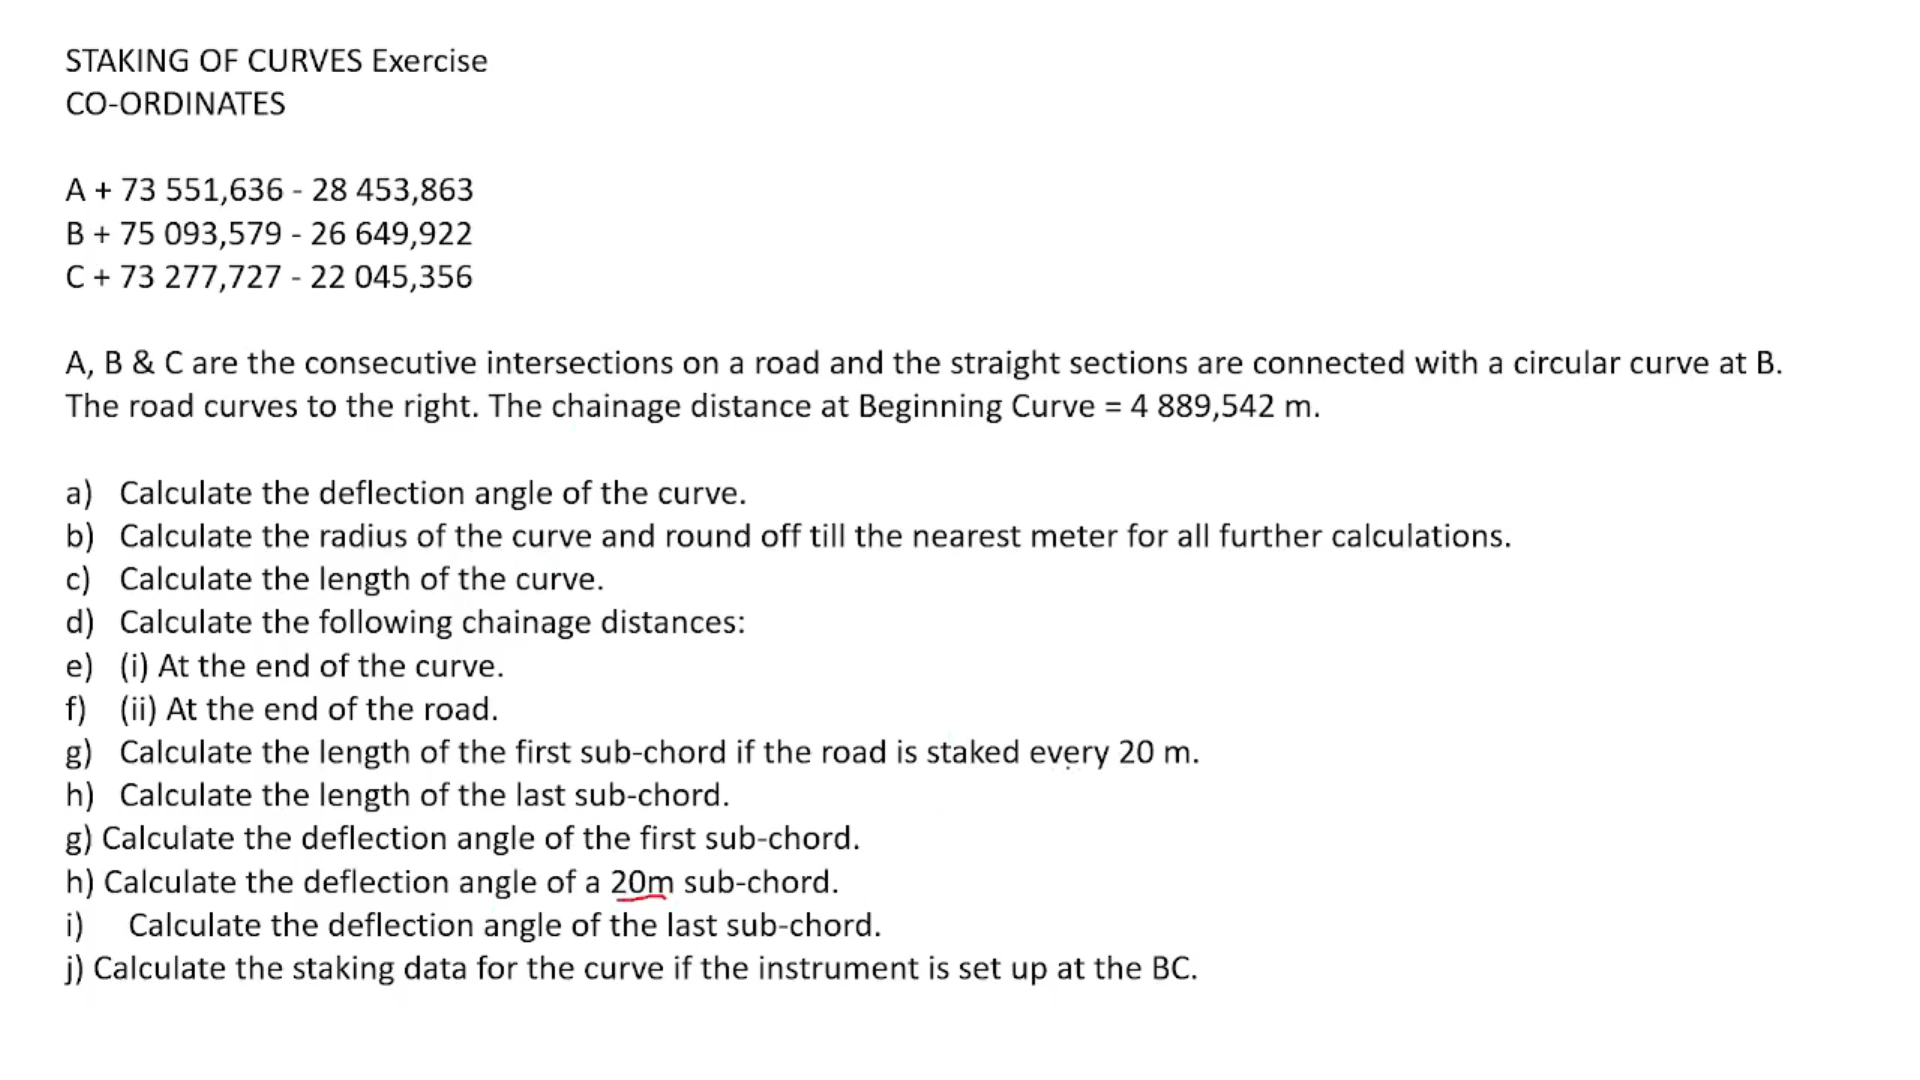 STAKING OF CURVES Exercise
CO-ORDINATES
A + 73 551,636 - 28 453,863
B + 75 093,579 - 26 649,922
C + 73 277,727 - 22 045,356
A, B & C are the consecutive intersections on a road and the straight sections are connected with a circular curve at B.
The road curves to the right. The chainage distance at Beginning Curve = 4 889,542 m.
a) Calculate the deflection angle of the curve.
b) Calculate the radius of the curve and round off till the nearest meter for all further calculations.
c) Calculate the length of the curve.
d) Calculate the following chainage distances:
e) (i) At the end of the curve.
f) (ii) At the end of the road.
g) Calculate the length of the first sub-chord if the road is staked every 20 m.
h) Calculate the length of the last sub-chord.
g) Calculate the deflection angle of the first sub-chord.
h) Calculate the deflection angle of a 20m sub-chord.
i) Calculate the deflection angle of the last sub-chord.
j) Calculate the staking data for the curve if the instrument is set up at the BC.